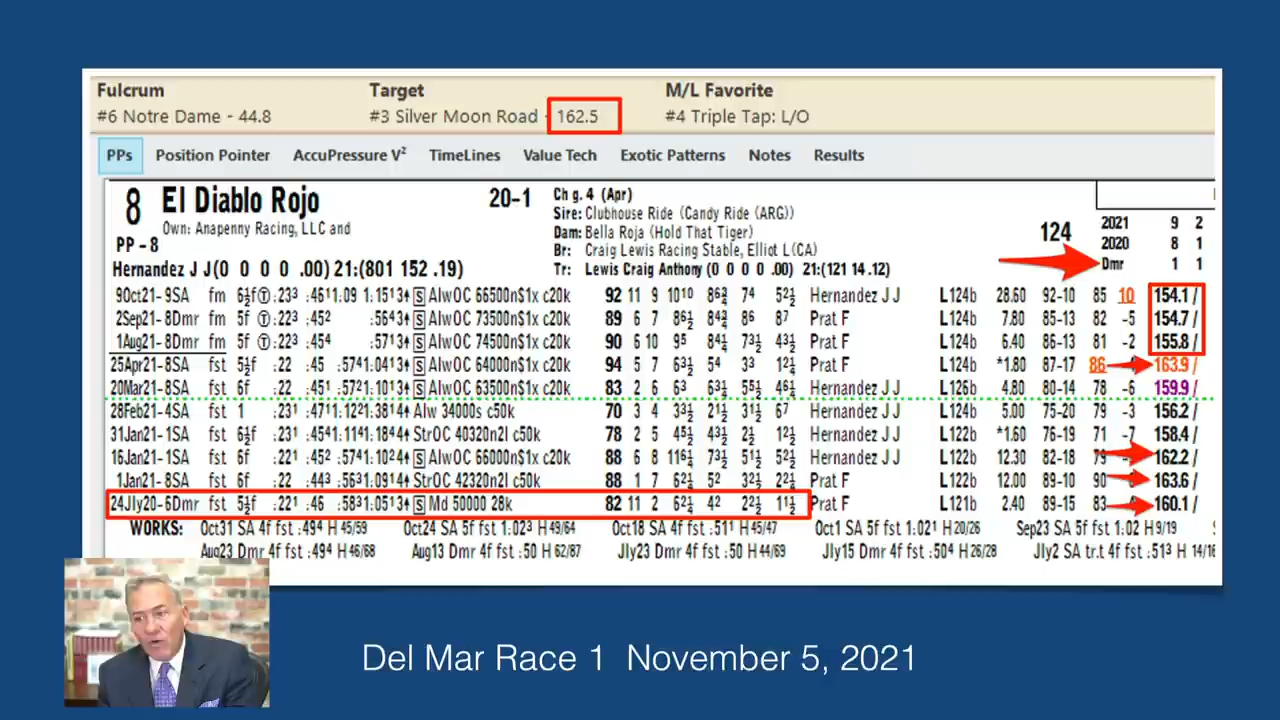 Fulcrum Target M/L Favorite
#6 Notre Dame - 44.8 #3 Silver Moon Road - 162.5 #4 Triple Tap: L/O
PPs Position Pointer AccuPressure V² TimeLines Value Tech Exotic Patterns Notes Results
8 El Diablo Rojo 20-1 Ch g. 4 (Apr)
Own: Anapenny Racing, LLC and Sire: Clubhouse Ride (Candy Ride (ARG)) 2021 9 2
PP - 8 Dam: Bella Roja (Hold That Tiger) 124 2020 8 1
Br: Craig Lewis Racing Stable, Elliot L(CA)
Hernandez J J(0 0 0 0 .00) 21:(801 152 .19) Tr: Lewis Craig Anthony (0 0 0 0 .00) 21:(121 14 .12) Dmr 1 1
9Oct21-9SA fm 6½f Ⓣ:233 :4611:09 1:1513 S AlwOC 66500n$1x c20k 92 11 9 1010 86¾ 74 52½ Hernandez J J L124b 28.60 92-10 85 10 154.1 /
2Sep21-8Dmr fm 5f Ⓣ:223 :452 :5643 S AlwOC 73500n$1x c20k 89 6 7 86½ 84¾ 86 87 Prat F L124b 7.80 85-13 82 -5 154.7 /
1Aug21-8Dmr fm 5f Ⓣ:223 :454 :5713 S AlwOC 74500n$1x c20k 90 6 10 95 84½ 73½ 43½ Prat F L124b 6.40 86-13 81 -2 155.8 /
25Apr21-8SA fst 5½f :22 :45 :5741:0413 S AlwOC 64000n$1x c20k 94 5 7 63½ 54 33 12½ Prat F L124b *1.80 87-17 86 163.9 /
20Mar21-8SA fst 6f :22 :451 :5721:1013 S AlwOC 63500n$1x c20k 83 2 6 63 63½ 55½ 46½ Hernandez J J L126b 4.80 80-14 78 -6 159.9 /
28Feb21-4SA fst 1 :231 :4711:1221:3814 Alw 34000s c50k 70 3 4 33½ 21½ 31½ 67 Hernandez J J L124b 5.00 75-20 79 -3 156.2 /
31Jan21-1SA fst 6½f :231 :4541:1141:1844 StrOC 40320n2l c50k 78 2 5 45½ 43½ 2½ 12½ Hernandez J J L122b *1.60 76-19 71 -7 158.4 /
16Jan21-1SA fst 6f :221 :452 :5741:1024 S AlwOC 66000n$1x c20k 88 6 8 116½ 73½ 51½ 52½ Hernandez J J L122b 12.30 82-18 79 162.2 /
1Jan21-8SA fst 6f :22 :443 :5631:0914 StrOC 42320n2l c50k 88 1 7 62½ 52 32½ 22½ Prat F L122b 12.00 89-10 90 163.6 /
24Jly20-6Dmr fst 5½f :221 :46 :5831:0513 S Md 50000 28k 82 11 2 62½ 42 22½ 11½ Prat F L121b 2.40 89-15 83 160.1 /
WORKS: Oct31 SA 4f fst :494 H 45/59 Oct24 SA 5f fst 1:023 H 49/64 Oct18 SA 4f fst :511 H 45/47 Oct1 SA 5f fst 1:021 H 20/26 Sep23 SA 5f fst 1:02 H 9/19
Aug23 Dmr 4f fst :494 H 46/68 Aug13 Dmr 4f fst :50 H 62/87 Jly23 Dmr 4f fst :50 H 44/69 Jly15 Dmr 4f fst :504 H 26/28 Jly2 SA tr.t 4f fst :513 H 14/16
Del Mar Race 1 November 5, 2021